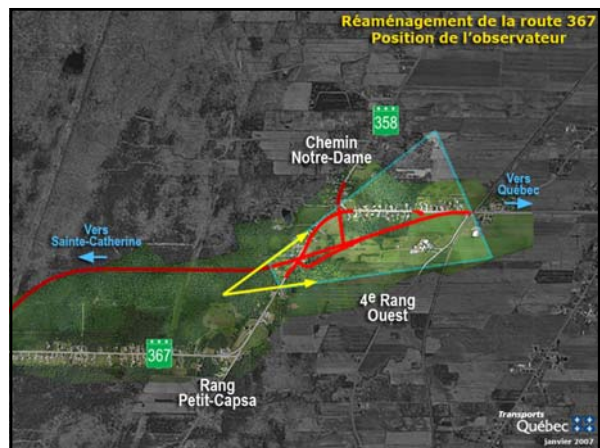 Réaménagement de la route 367
Position de l'observateur
358
Chemin
Notre-Dame
Vers
Québec
Vers
Sainte-Catherine
4e Rang
Ouest
367
Rang
Petit-Capsa
Transports
Québec
janvier 2007